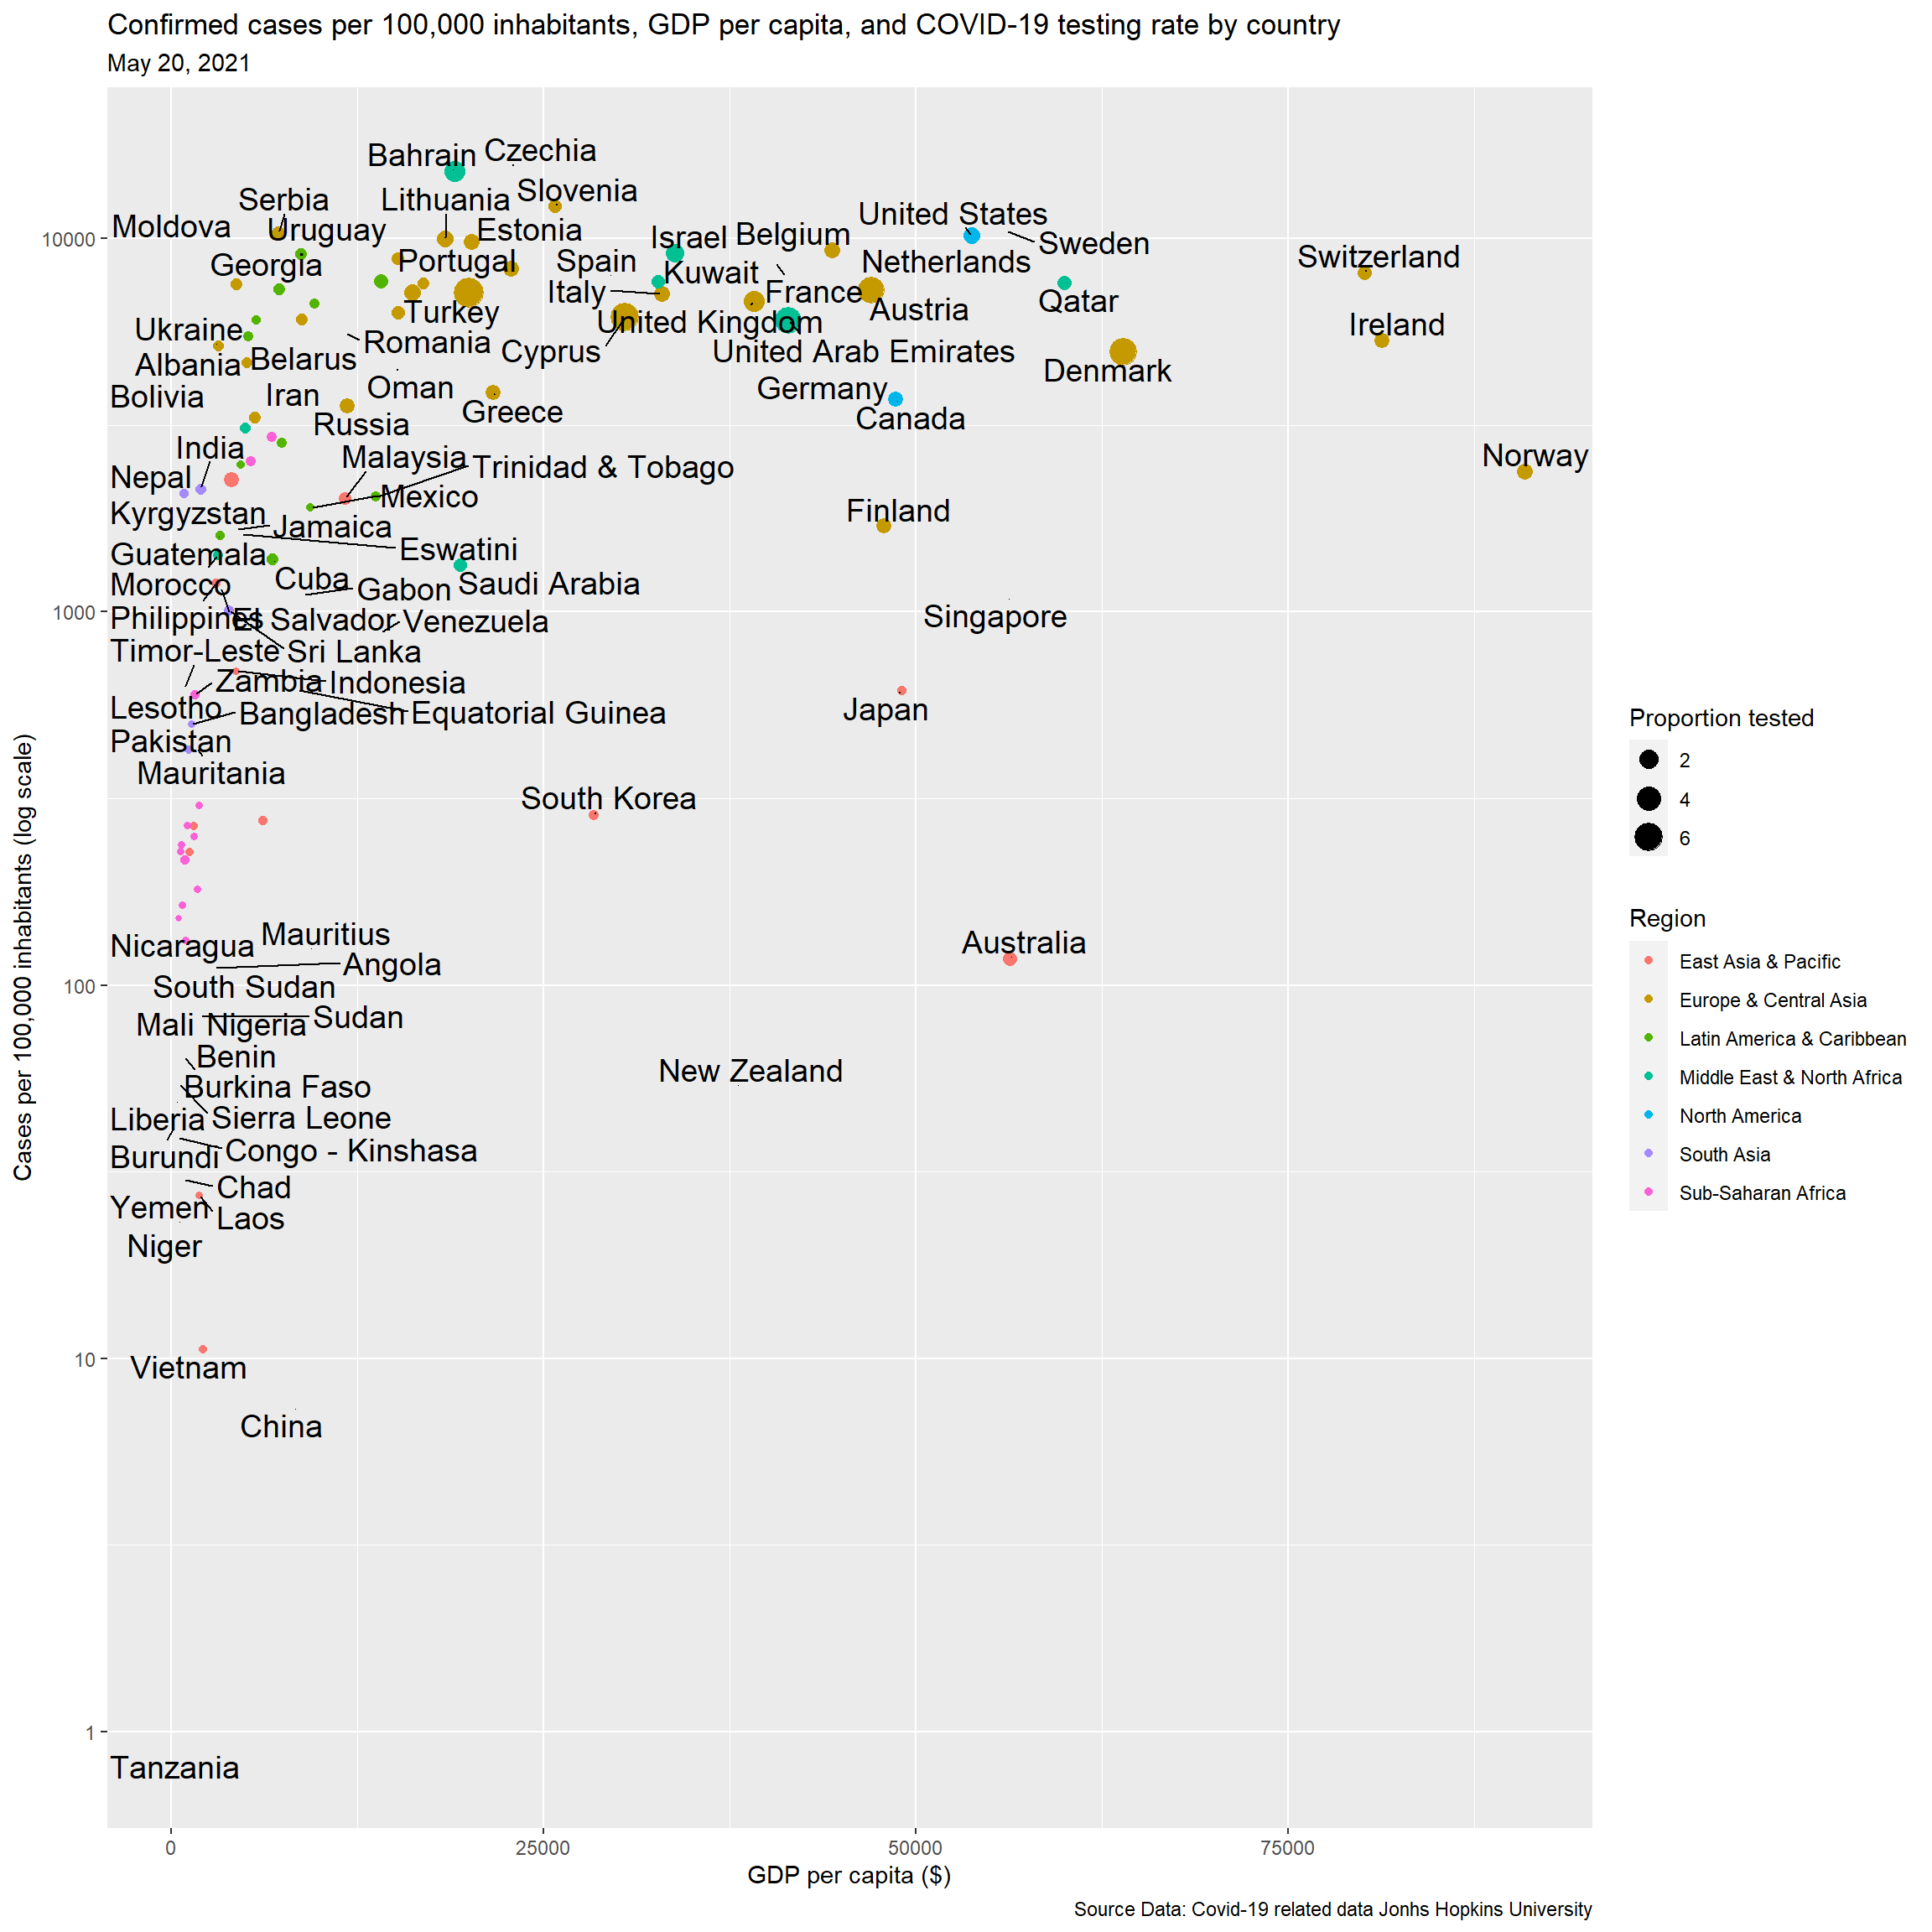 Confirmed cases per 100,000 inhabitants, GDP per capita, and COVID-19 testing rate by country
May 20, 2021
Cases per 100,000 inhabitants (log scale)
10000
1000
100
10
1
Bahrain
Czechia
Serbia
Lithuania
Slovenia
Moldova
Uruguay
Estonia
Israel
Belgium
United States
Sweden
Georgia
Portugal
Spain
Kuwait
Netherlands
Switzerland
Italy
France
Qatar
Turkey
Austria
Ukraine
Romania
United Kingdom
Ireland
Albania
Belarus
Cyprus
United Arab Emirates
Denmark
Bolivia
Iran
Oman
Greece
Germany
Canada
Russia
India
Malaysia
Trinidad & Tobago
Norway
Nepal
Mexico
Kyrgyzstan
Jamaica
Finland
Guatemala
Eswatini
Morocco
Cuba
Gabon
Saudi Arabia
Philippines
El Salvador
Venezuela
Singapore
Timor-Leste
Sri Lanka
Zambia
Indonesia
Lesotho
Bangladesh
Equatorial Guinea
Japan
Pakistan
Mauritania
South Korea
Nicaragua
Mauritius
Angola
Australia
South Sudan
Mali
Nigeria
Sudan
Benin
New Zealand
Burkina Faso
Liberia
Sierra Leone
Burundi
Congo - Kinshasa
Chad
Yemen
Laos
Niger
Vietnam
China
Tanzania
0
25000
50000
75000
GDP per capita ($)
Proportion tested
2
4
6
Region
East Asia & Pacific
Europe & Central Asia
Latin America & Caribbean
Middle East & North Africa
North America
South Asia
Sub-Saharan Africa
Source Data: Covid-19 related data Jonhs Hopkins University